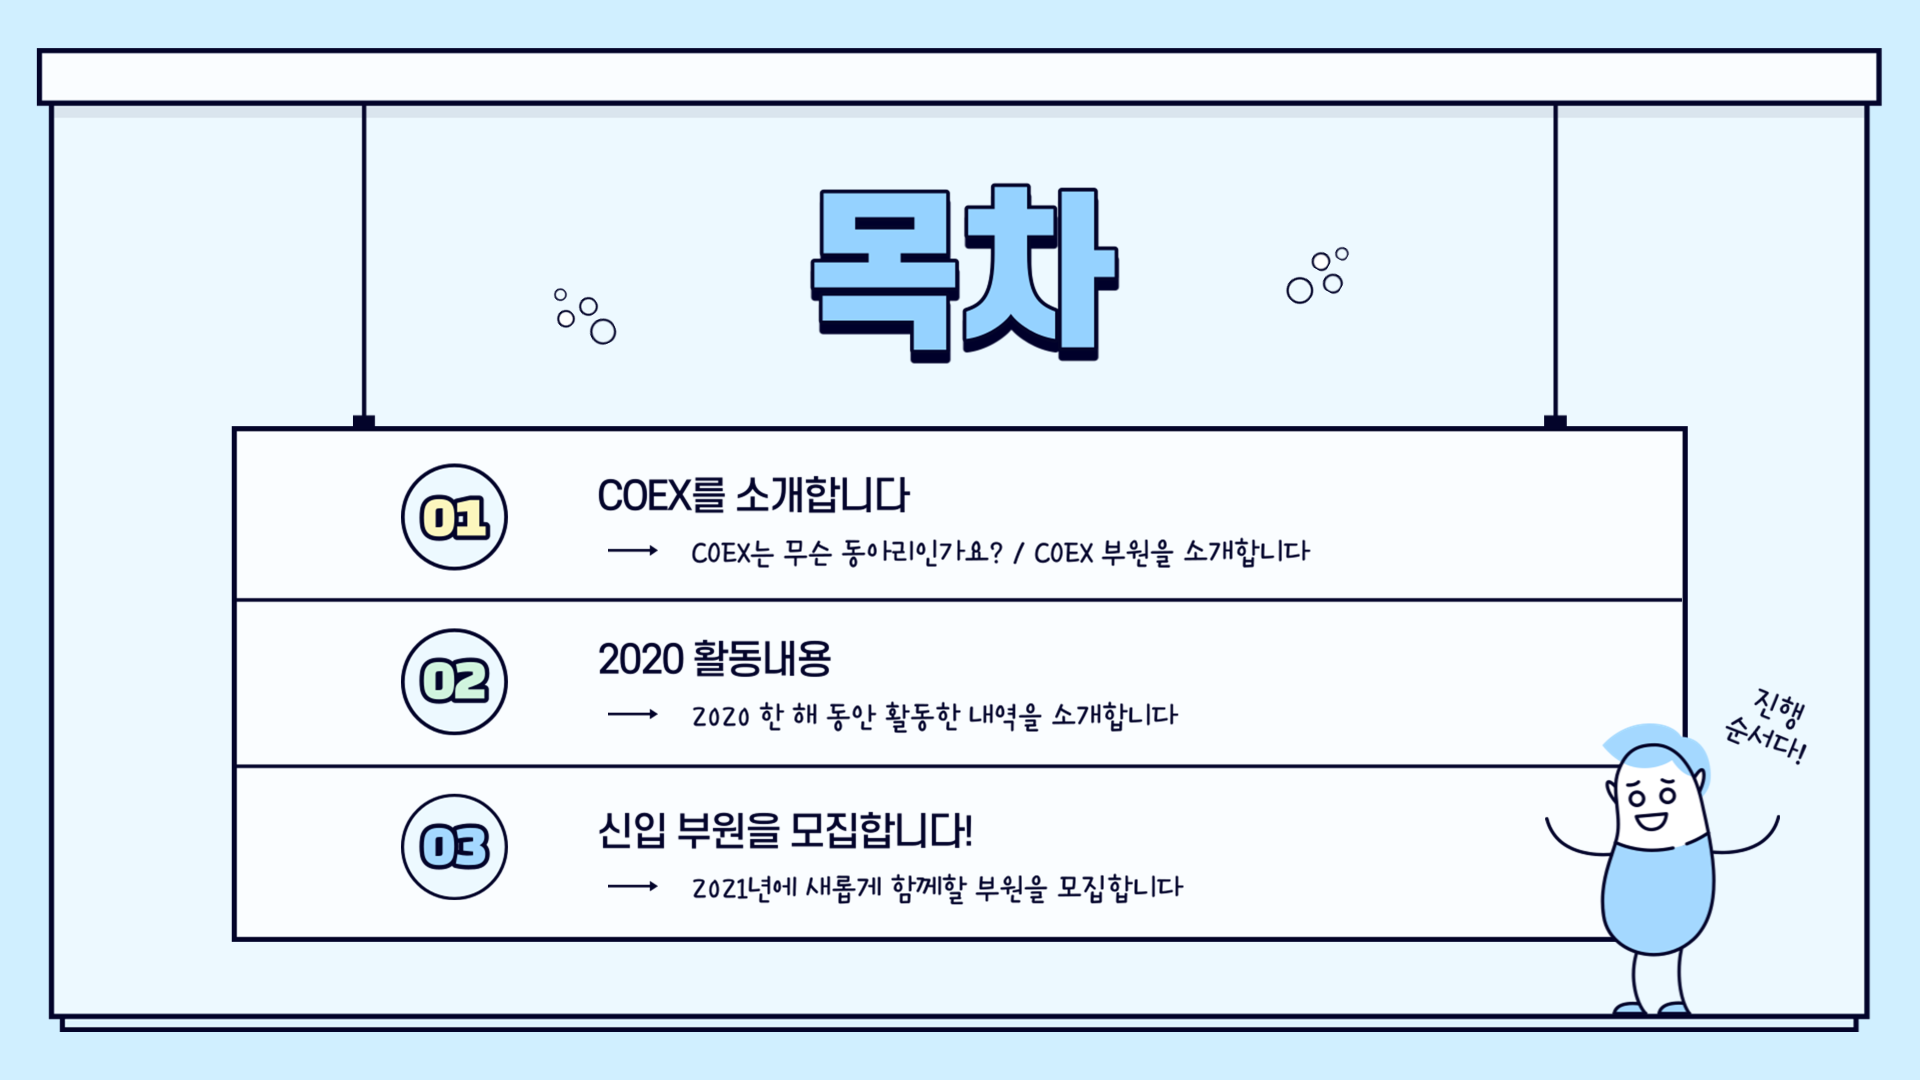 목차
01
COEX를 소개합니다
COEX는 무슨 동아리인가요? / COEX 부원을 소개합니다
02
2020 활동내용
2020 한 해 동안 활동한 내역을 소개합니다
03
신입 부원을 모집합니다!
2021년에 새롭게 함께할 부원을 모집합니다
진행
순서다!